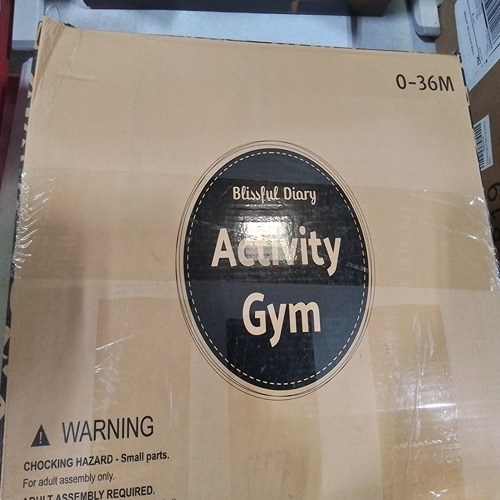 0-36M
Blissful Diary
Activity
Gym
WARNING
CHOCKING HAZARD - Small parts.
For adult assembly only.
ADULT ASSEMBLY REQUIRED.